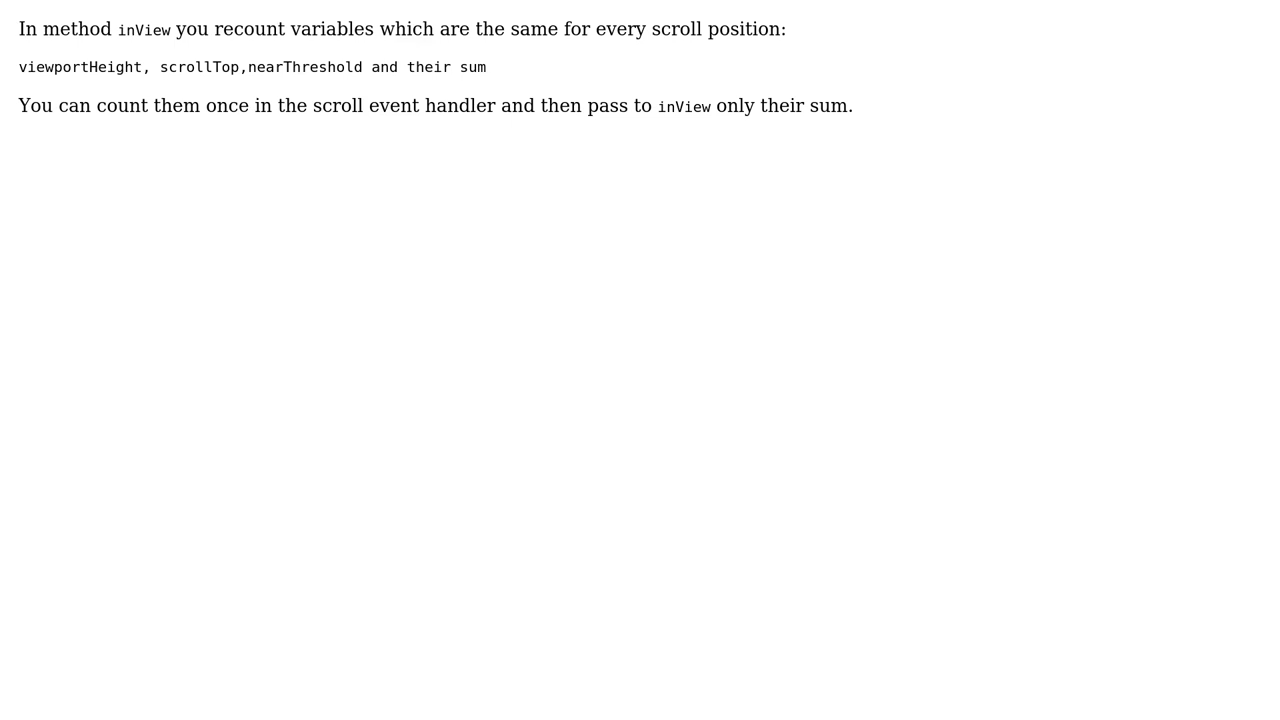 In method inView you recount variables which are the same for every scroll position:
viewportHeight, scrollTop,nearThreshold and their sum
You can count them once in the scroll event handler and then pass to inView only their sum.